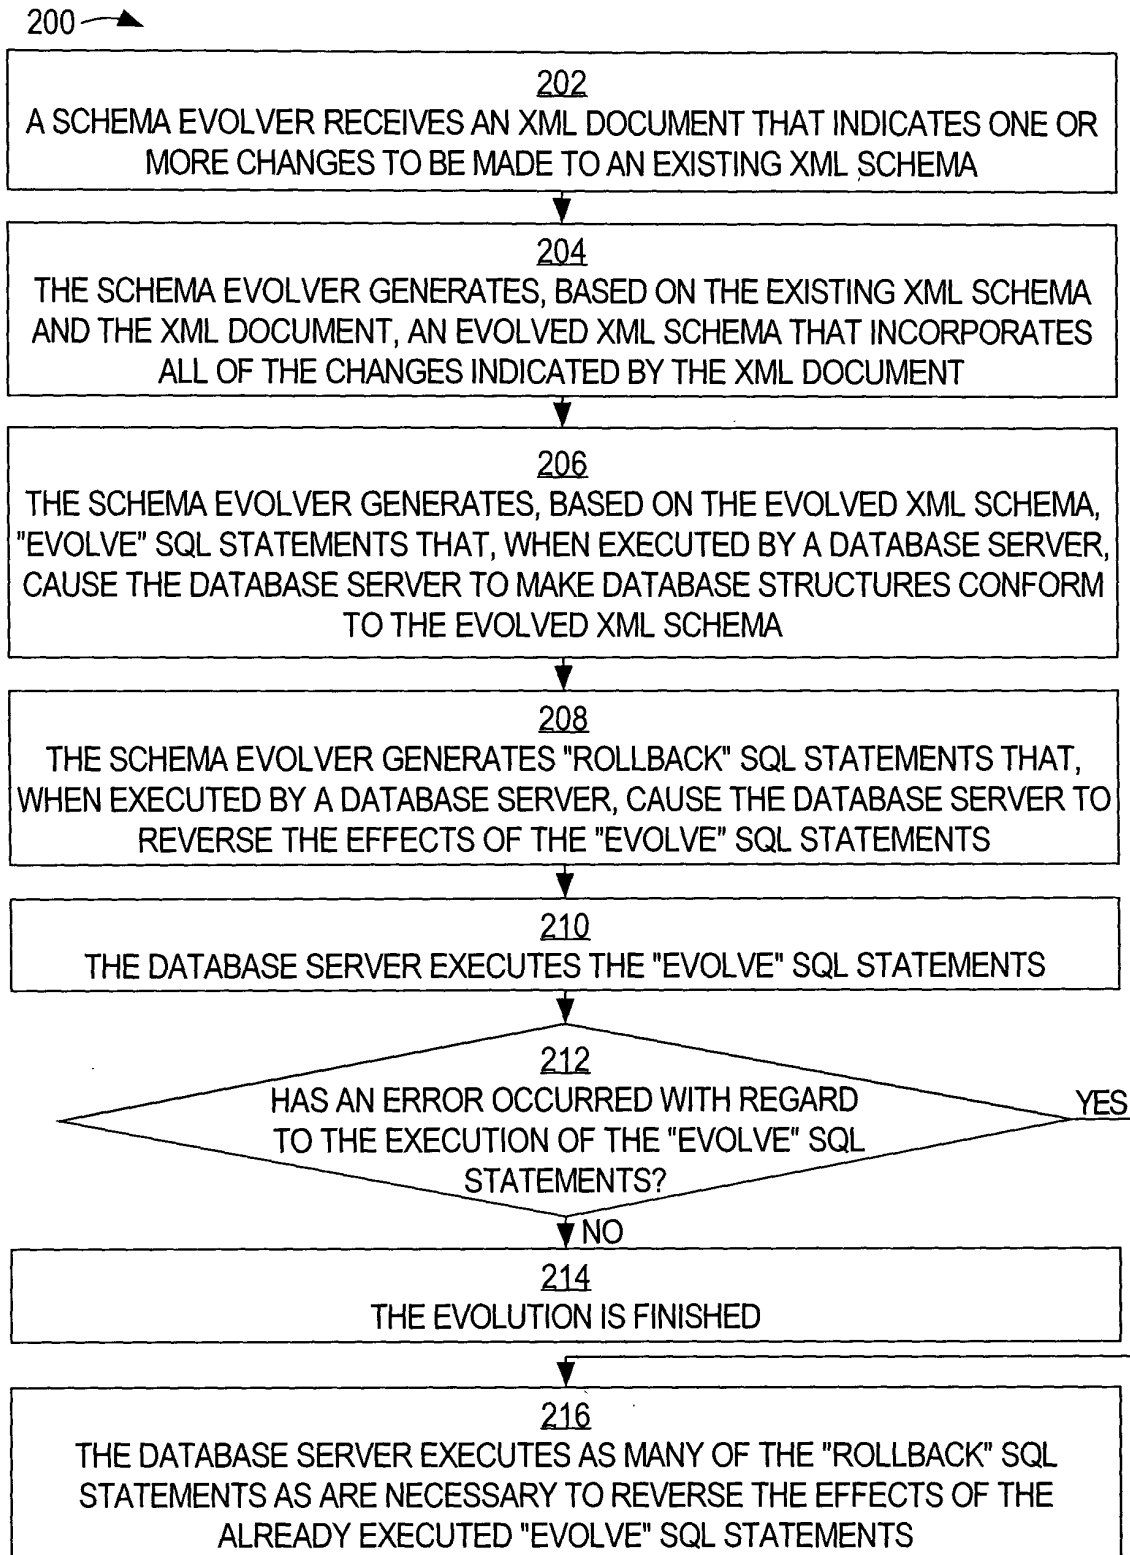 200
202
A SCHEMA EVOLVER RECEIVES AN XML DOCUMENT THAT INDICATES ONE OR
MORE CHANGES TO BE MADE TO AN EXISTING XML SCHEMA
204
THE SCHEMA EVOLVER GENERATES, BASED ON THE EXISTING XML SCHEMA
AND THE XML DOCUMENT, AN EVOLVED XML SCHEMA THAT INCORPORATES
ALL OF THE CHANGES INDICATED BY THE XML DOCUMENT
206
THE SCHEMA EVOLVER GENERATES, BASED ON THE EVOLVED XML SCHEMA,
"EVOLVE" SQL STATEMENTS THAT, WHEN EXECUTED BY A DATABASE SERVER,
CAUSE THE DATABASE SERVER TO MAKE DATABASE STRUCTURES CONFORM
TO THE EVOLVED XML SCHEMA
208
THE SCHEMA EVOLVER GENERATES "ROLLBACK" SQL STATEMENTS THAT,
WHEN EXECUTED BY A DATABASE SERVER, CAUSE THE DATABASE SERVER TO
REVERSE THE EFFECTS OF THE "EVOLVE" SQL STATEMENTS
210
THE DATABASE SERVER EXECUTES THE "EVOLVE" SQL STATEMENTS
212
HAS AN ERROR OCCURRED WITH REGARD
TO THE EXECUTION OF THE "EVOLVE" SQL
STATEMENTS?
YES
NO
214
THE EVOLUTION IS FINISHED
216
THE DATABASE SERVER EXECUTES AS MANY OF THE "ROLLBACK" SQL
STATEMENTS AS ARE NECESSARY TO REVERSE THE EFFECTS OF THE
ALREADY EXECUTED "EVOLVE" SQL STATEMENTS